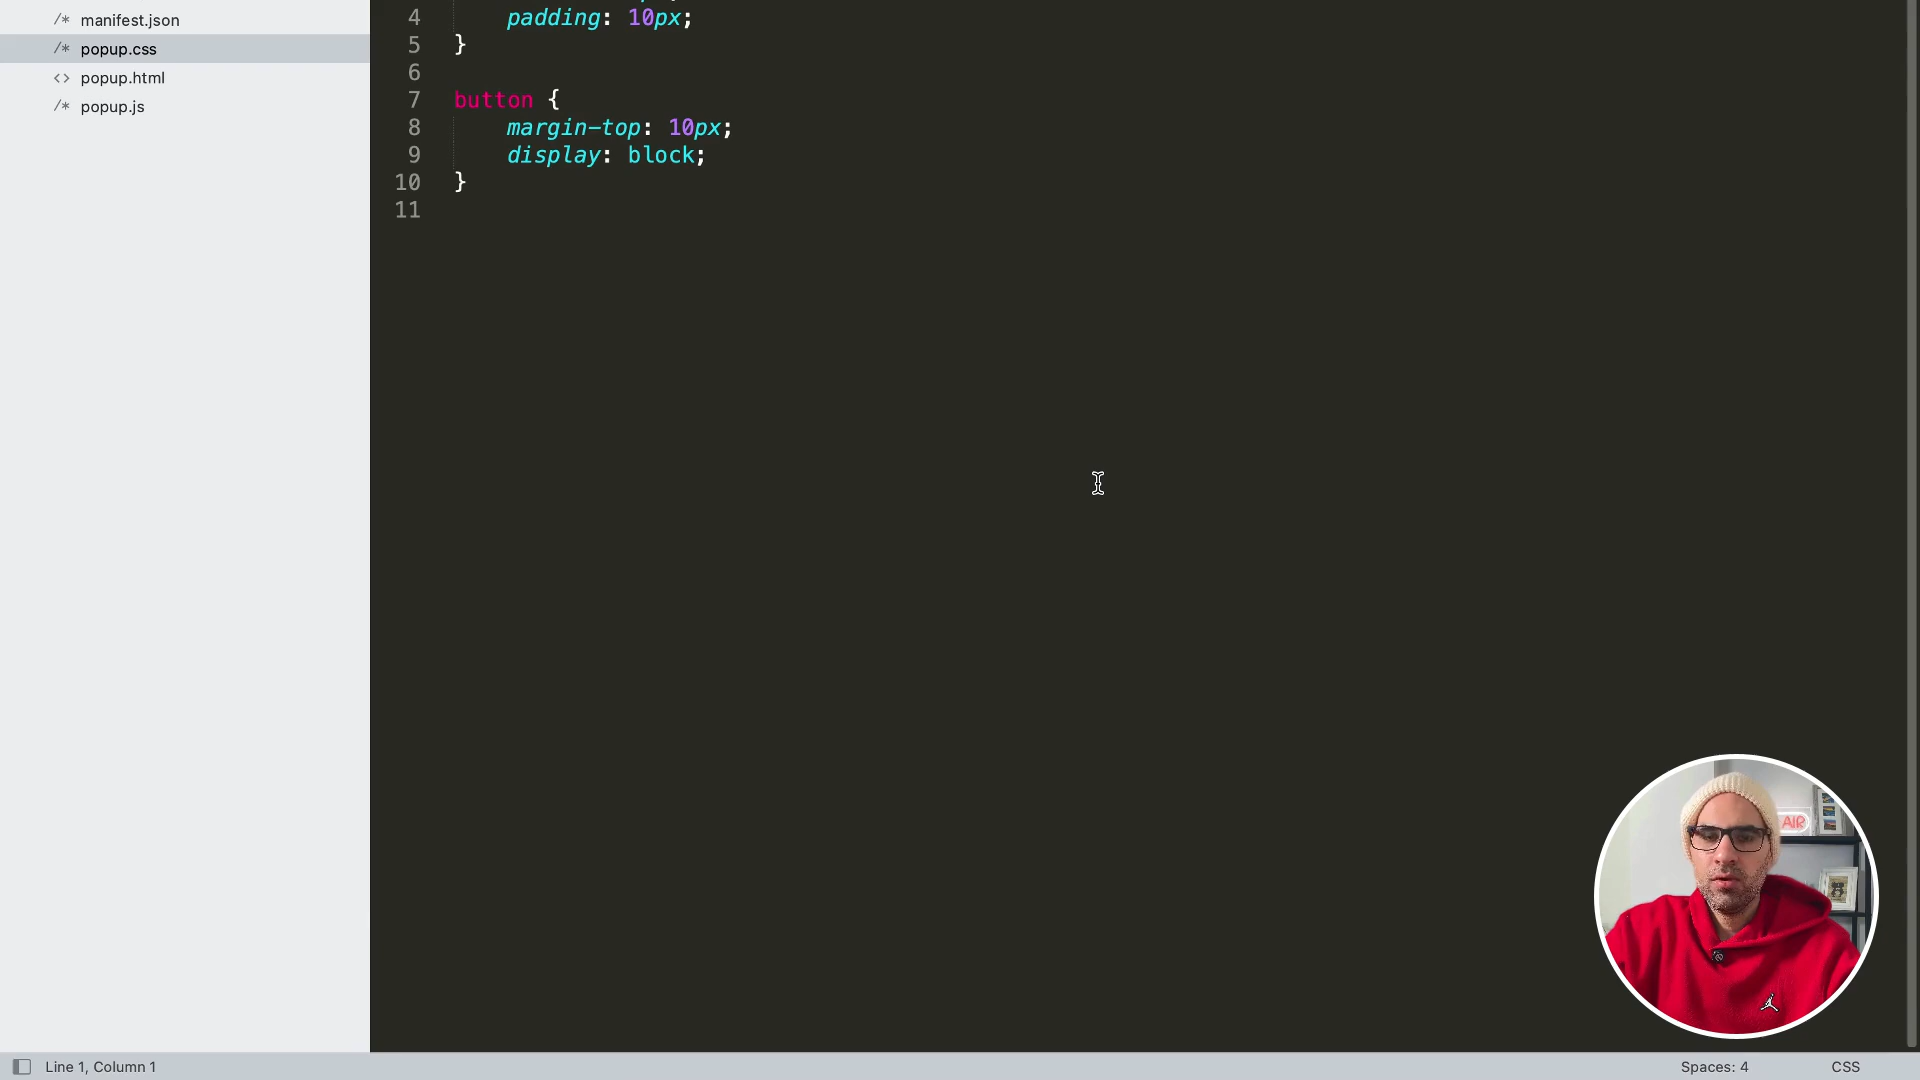 manifest.json
popup.css
popup.html
popup.js
4 padding: 10px;
5 }
6
7 button {
8 margin-top: 10px;
9 display: block;
10 }
11
AIR
Line 1, Column 1
Spaces: 4
CSS